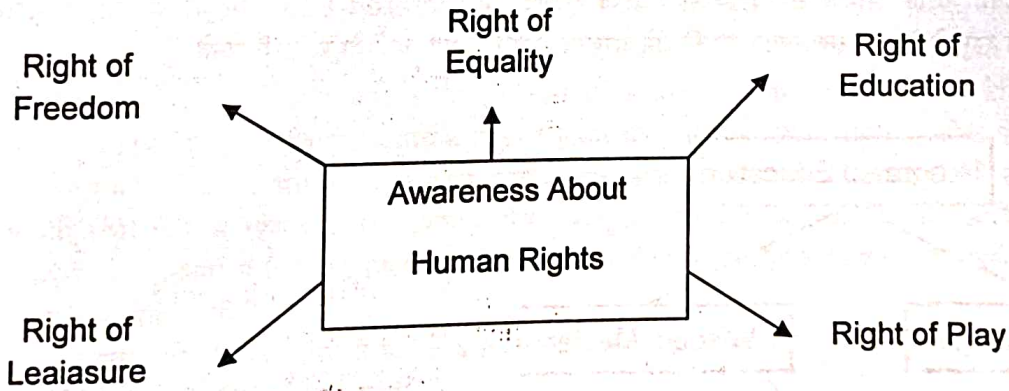 Right of
Equality
Right of
Freedom
Right of
Education
Awareness About
Human Rights
Right of
Leaiasure
Right of Play